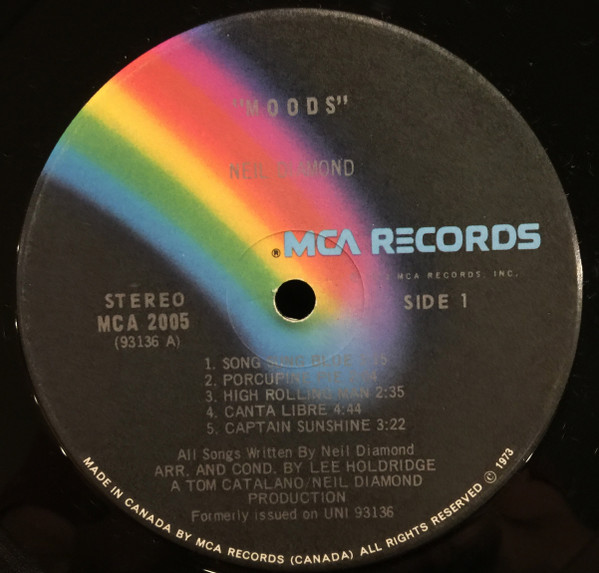 "MOODS"
NEIL DIAMOND
® MCA RECORDS
MCA RECORDS, INC.
STEREO
MCA 2005
(93136 A)
SIDE 1
1. SONG SUNG BLUE
2. PORCUPINE PIE
3. HIGH ROLLING MAN 2:35
4. CANTA LIBRE 4:44
5. CAPTAIN SUNSHINE 3:22
All Songs Written By Neil Diamond
ARR. AND COND. BY LEE HOLDRIDGE
A TOM CATALANO/NEIL DIAMOND
PRODUCTION
Formerly issued on UNI 93136
MADE IN CANADA BY MCA RECORDS (CANADA) ALL RIGHTS RESERVED © 1973